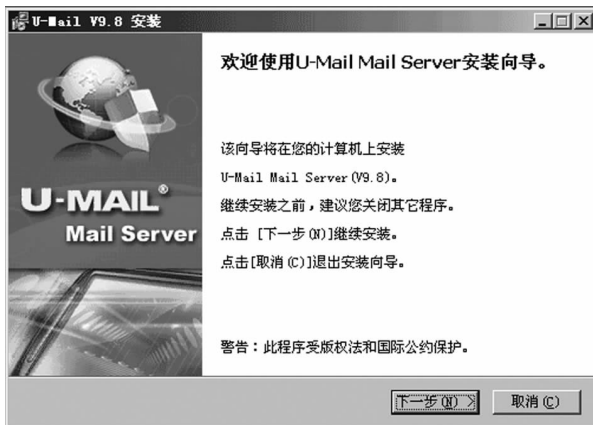 U-Mail V9.8 安装
欢迎使用U-Mail Mail Server安装向导。
该向导将在您的计算机上安装
U-Mail Mail Server(V9.8)。
继续安装之前，建议您关闭其它程序。
点击 [下一步(N)]继续安装。
点击[取消(C)]退出安装向导。
U-MAIL®
Mail Server
警告：此程序受版权法和国际公约保护。
下一步(N) >
取消(C)